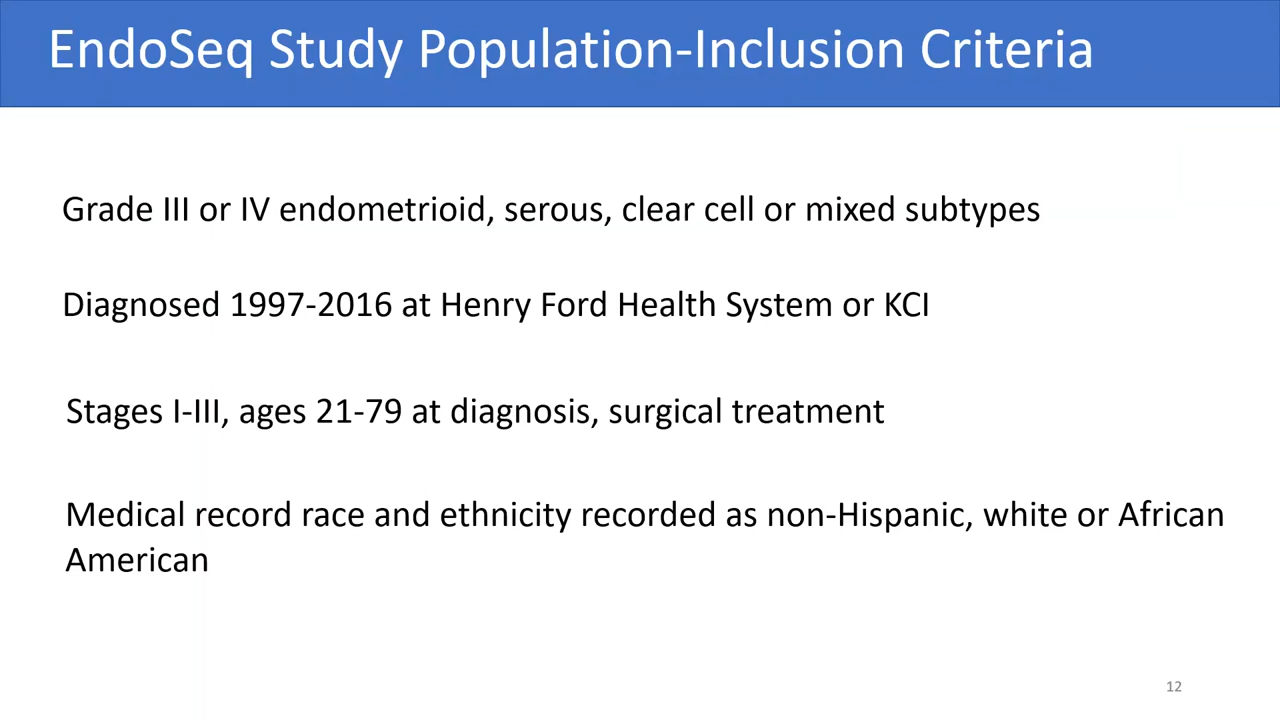 EndoSeq Study Population-Inclusion Criteria
Grade III or IV endometrioid, serous, clear cell or mixed subtypes
Diagnosed 1997-2016 at Henry Ford Health System or KCI
Stages I-III, ages 21-79 at diagnosis, surgical treatment
Medical record race and ethnicity recorded as non-Hispanic, white or African
American
12